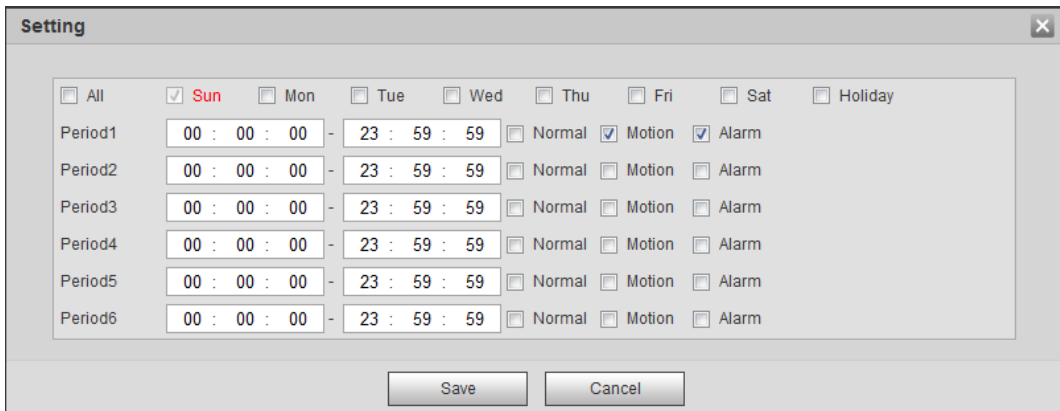 Setting
All Sun Mon Tue Wed Thu Fri Sat Holiday
Period1 00 : 00 : 00 - 23 : 59 : 59 Normal Motion Alarm
Period2 00 : 00 : 00 - 23 : 59 : 59 Normal Motion Alarm
Period3 00 : 00 : 00 - 23 : 59 : 59 Normal Motion Alarm
Period4 00 : 00 : 00 - 23 : 59 : 59 Normal Motion Alarm
Period5 00 : 00 : 00 - 23 : 59 : 59 Normal Motion Alarm
Period6 00 : 00 : 00 - 23 : 59 : 59 Normal Motion Alarm
Save Cancel